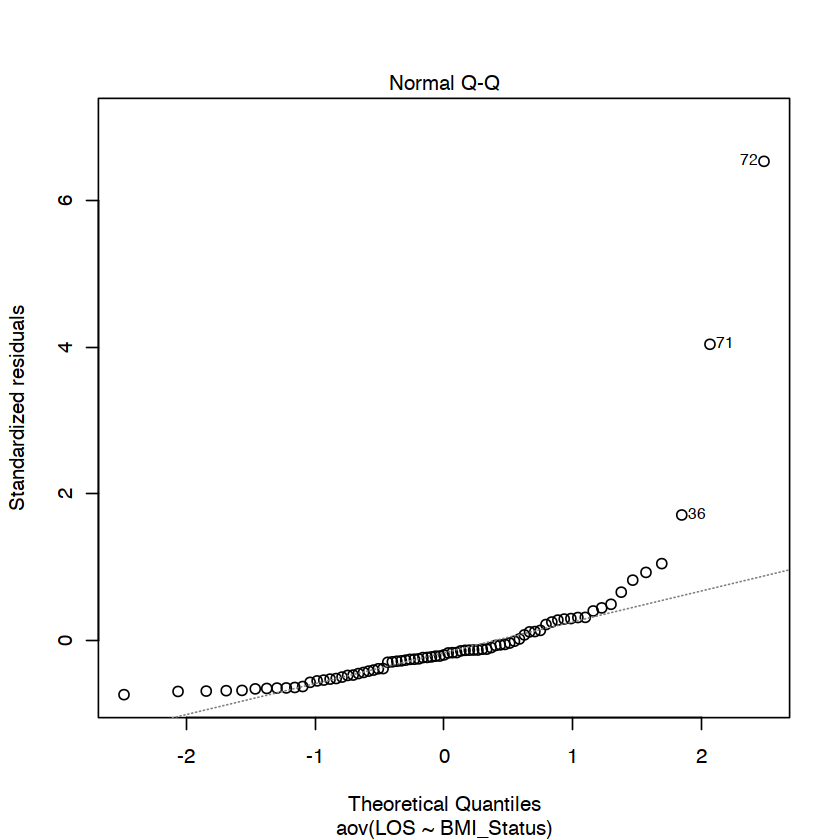 Normal Q-Q
72
6
4
71
2
36
0
Standardized residuals
-2 -1 0 1 2
Theoretical Quantiles
aov(LOS ~ BMI_Status)